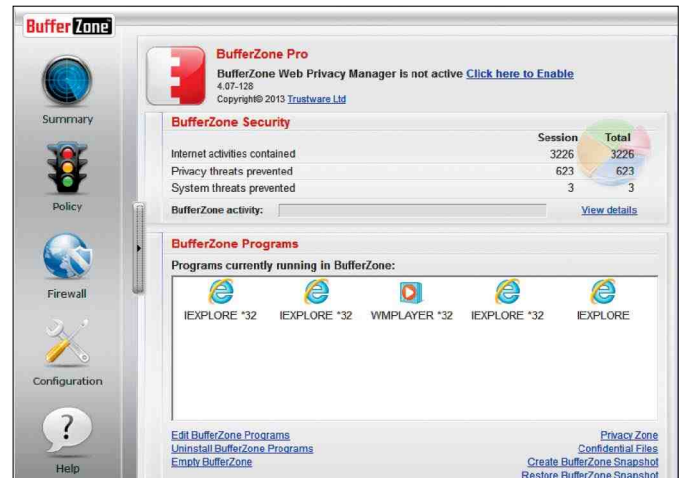 BufferZone
BufferZone Pro
BufferZone Web Privacy Manager is not active Click here to Enable
4.07-128
Copyright© 2013 Trustware Ltd
Summary
BufferZone Security
Session Total
Internet activities contained 3226 3226
Privacy threats prevented 623 623
System threats prevented 3 3
Policy
BufferZone activity: View details
BufferZone Programs
Programs currently running in BufferZone:
Firewall
IEXPLORE *32 IEXPLORE *32 WMPLAYER *32 IEXPLORE *32 IEXPLORE
Configuration
Edit BufferZone Programs Privacy Zone
Uninstall BufferZone Programs Confidential Files
Empty BufferZone Create BufferZone Snapshot
Help
Restore BufferZone Snapshot